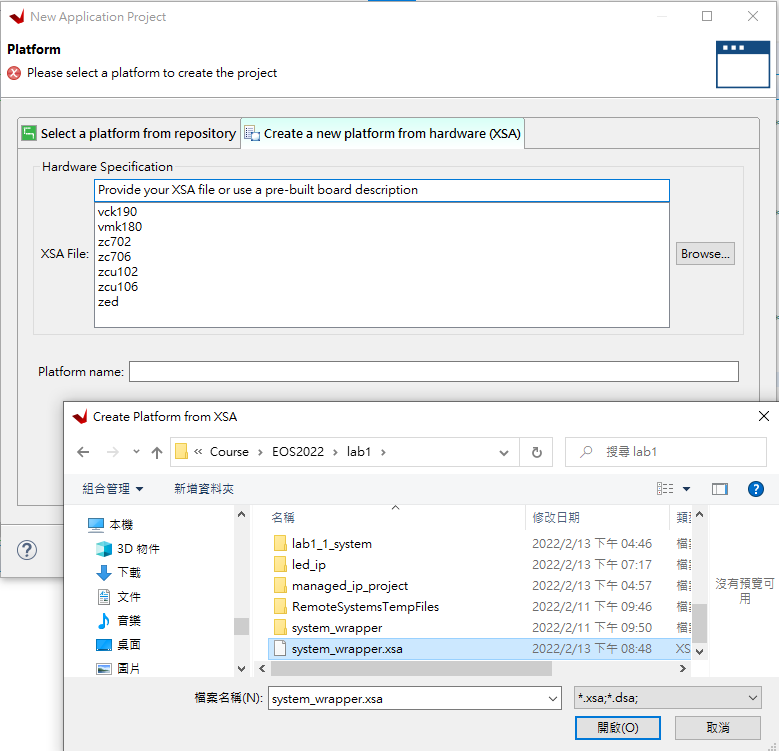 New Application Project
Platform
Please select a platform to create the project
Select a platform from repository
Create a new platform from hardware (XSA)
Hardware Specification
Provide your XSA file or use a pre-built board description
vck190
vmk180
zc702
zc706
zcu102
zcu106
zed
XSA File:
Browse...
Platform name:
Create Platform from XSA
« Course > EOS2022 > lab1 >
搜尋 lab1
組合管理
新增資料夾
名稱
修改日期
本機
3D 物件
下載
文件
音樂
桌面
圖片
lab1_1_system 2022/2/13 下午 04:46
led_ip 2022/2/13 下午 07:17
managed_ip_project 2022/2/13 下午 04:57
RemoteSystemsTempFiles 2022/2/11 下午 09:46
system_wrapper 2022/2/11 下午 09:50
system_wrapper.xsa 2022/2/13 下午 08:48 XS
沒有預覽可
用
檔案名稱(N):
system_wrapper.xsa
*.xsa;*.dsa;
開啟(O)
取消